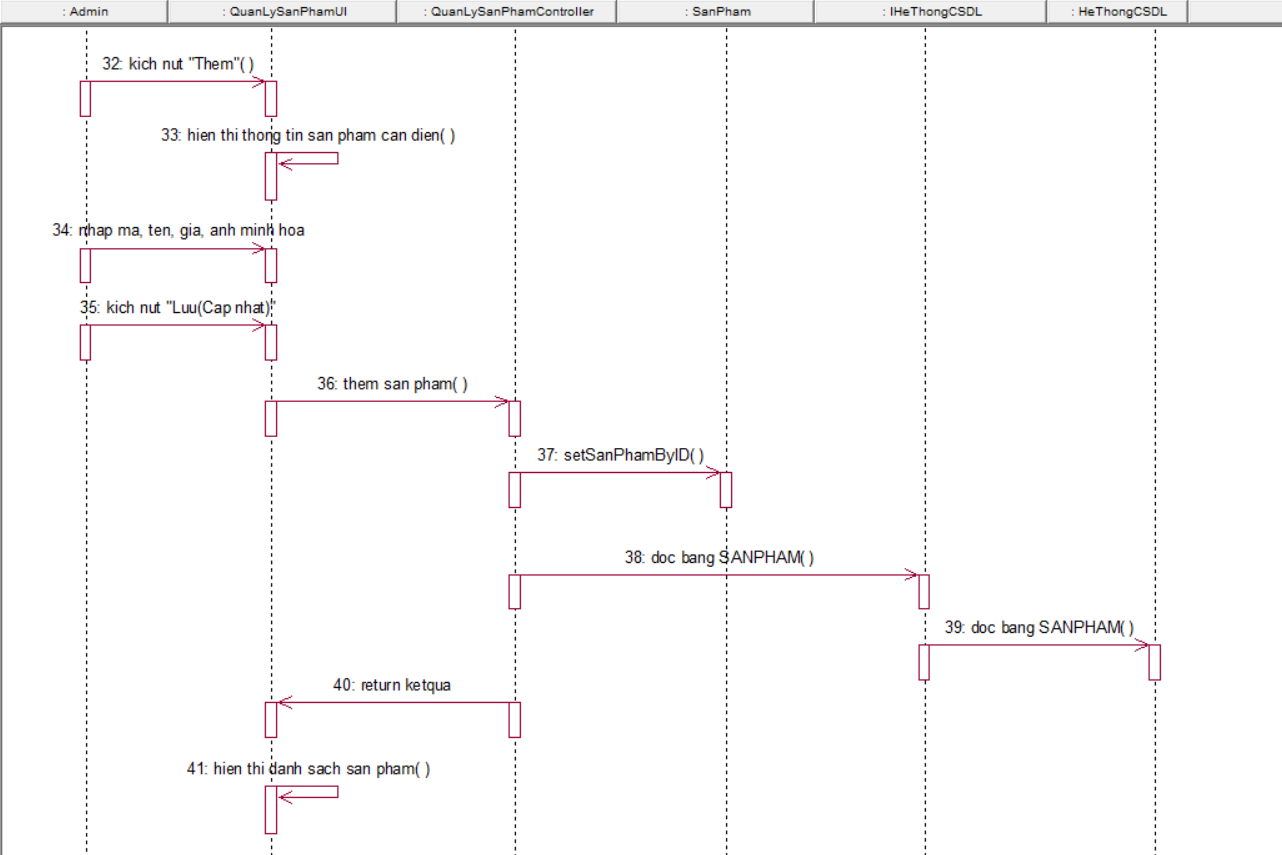 : Admin
: QuanLySanPhamUI
: QuanLySanPhamController
: SanPham
: IHeThongCSDL
: HeThongCSDL
32: kich nut "Them"( )
33: hien thi thong tin san pham can dien( )
34: nhap ma, ten, gia, anh minh hoa
35: kich nut "Luu(Cap nhat)"
36: them san pham( )
37: setSanPhamByID( )
38: doc bang SANPHAM( )
39: doc bang SANPHAM( )
40: return ketqua
41: hien thi danh sach san pham( )